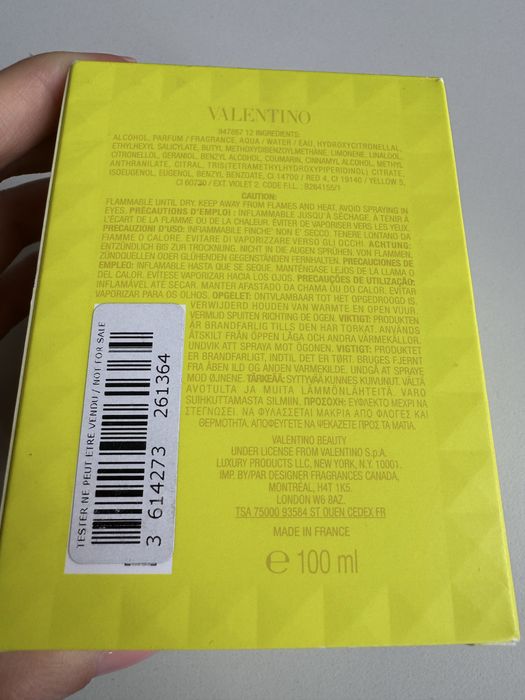 VALENTINO
947857 12 INGREDIENTS:
ALCOHOL, PARFUM / FRAGRANCE, AQUA / WATER / EAU, HYDROXYCITRONELLAL,
ETHYLHEXYL SALICYLATE, BUTYL METHOXYDIBENZOYLMETHANE, LIMONENE, LINALOOL,
CITRONELLOL, GERANIOL, BENZYL ALCOHOL, COUMARIN, CINNAMYL ALCOHOL, METHYL
ANTHRANILATE, CITRAL, TRIS(TETRAMETHYLHYDROXYPIPERIDINOL) CITRATE,
ISOEUGENOL, EUGENOL, BENZYL BENZOATE, CI 14700 / RED 4, CI 19140 / YELLOW 5,
CI 60730 / EXT. VIOLET 2. CODE F.I.L.: B264155/1
CAUTION:
FLAMMABLE UNTIL DRY. KEEP AWAY FROM FLAMES AND HEAT, AVOID SPRAYING IN
EYES. PRÉCAUTIONS D'EMPLOI : INFLAMMABLE JUSQU'À SÉCHAGE. A TENIR À
L'ÉCART DE LA FLAMME OU DE LA CHALEUR. ÉVITER DE VAPORISER VERS LES YEUX.
PRECAUZIONI D'USO: INFIAMMABILE FINCHE' NON E' SECCO. TENERE LONTANO DA
FIAMME O CALORE. EVITARE DI VAPORIZZARE VERSO GLI OCCHI. ACHTUNG:
ENTZÜNDLICH BIS ZUR TROCKNUNG. NICHT IN DIE AUGEN SPRÜHEN. VON FLAMMEN,
ZÜNDQUELLEN ODER GLÜHENDEN GEGENSTÄNDEN FERNHALTEN. PRECAUCIONES DE
EMPLEO: INFLAMABLE HASTA QUE SE SEQUE. MANTÉNGASE LEJOS DE LA LLAMA O
DEL CALOR. EVITESE VAPORIZAR HACIA LOS OJOS. PRECAUÇÕES DE UTILIZAÇÃO:
INFLAMÁVEL ATÉ SECAR. MANTER AFASTADO DA CHAMA OU DO CALOR. EVITAR
VAPORIZAR PARA OS OLHOS. OPGELET: ONTVLAMBAAR TOT HET OPGEDROOGD IS.
VERWIJDERD HOUDEN VAN WARMTE EN OPEN VUUR.
VERMIJD SPUITEN RICHTING DE OGEN. VIKTIGT: PRODUKTEN
ÄR BRANDFARLIG TILLS DEN HAR TORKAT. ANVÄNDS
ÅTSKILT FRÅN ÖPPEN LÅGA OCH ANDRA VÄRMEKÄLLOR.
UNDVIK ATT SPRAYA MOT ÖGONEN. VIGTIGT: PRODUKTET
ER BRANDFARLIGT, INDTIL DET ER TØRT. BRUGES FJERNT
FRA ÅBEN ILD OG ANDEN VARMEKILDE. UNDGÅ AT SPRAYE
MOD ØJNENE. TÄRKEÄÄ: SYTTYVÄÄ KUNNES KUIVUNUT. VÄLTÄ
AVOTULTA JA MUITA LÄMMÖNLÄHTEITÄ. VARO
SUIHKUTTAMASTA SILMIIN. ΠΡΟΣΟΧΗ: ΕΥΦΛΕΚΤΟ ΜΕΧΡΙ ΝΑ
ΣΤΕΓΝΩΣΕΙ. ΝΑ ΦΥΛΑΣΣΕΤΑΙ ΜΑΚΡΙΑ ΑΠΟ ΦΛΟΓΕΣ ΚΑΙ
ΘΕΡΜΟΤΗΤΑ. ΑΠΟΦΕΥΓΕΤΕ ΝΑ ΨΕΚΑΖΕΤΕ ΠΡΟΣ ΤΑ ΜΑΤΙΑ.
VALENTINO BEAUTY
UNDER LICENSE FROM VALENTINO S.p.A.
LUXURY PRODUCTS LLC, NEW YORK, N.Y. 10001.
IMP. BY/PAR DESIGNER FRAGRANCES CANADA,
MONTRÉAL, H4T 1K5.
LONDON W6 8AZ.
TSA 75000 93584 ST OUEN CEDEX FR
MADE IN FRANCE
℮ 100 ml
TESTER NE PEUT ETRE VENDU / NOT FOR SALE
3 614273 261364